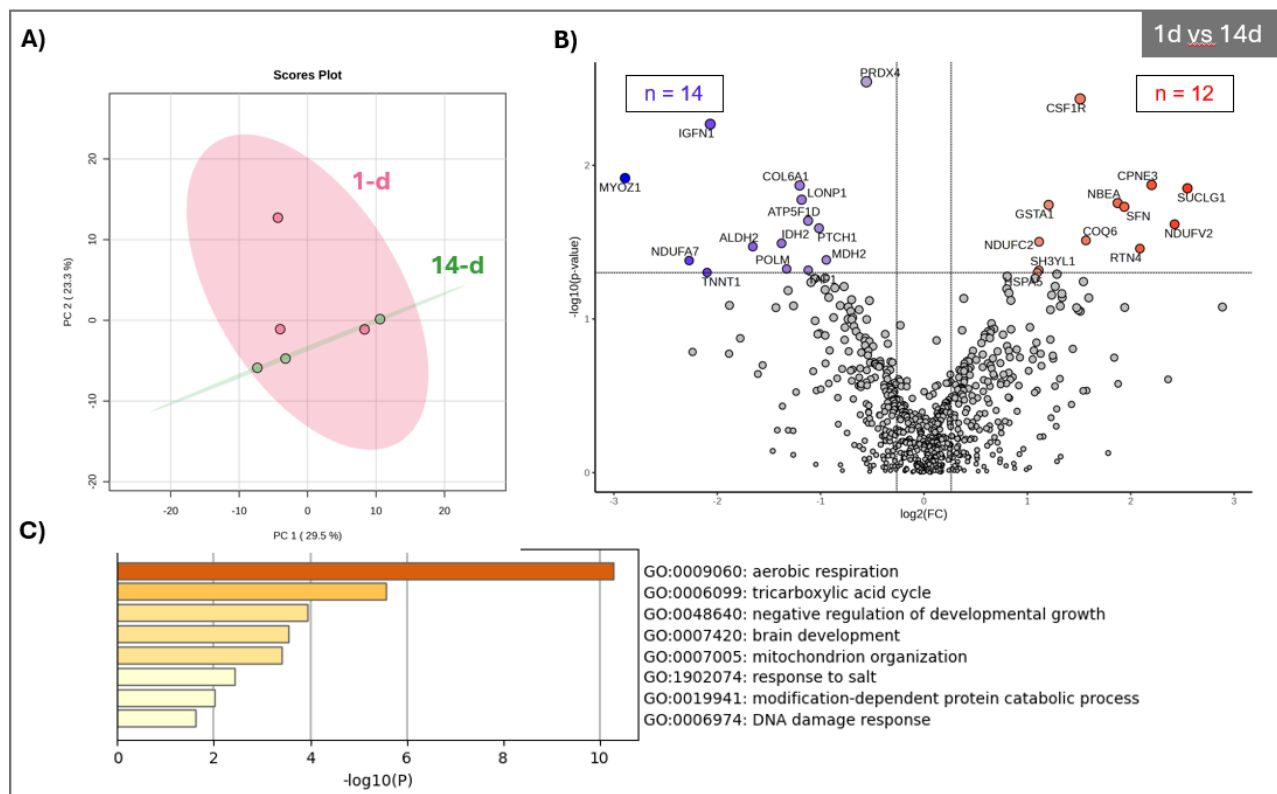 A)
B)
1d vs 14d
Scores Plot
1-d
14-d
PC 2 ( 23.3 %)
20
10
0
-10
-20
-20
-10
0
10
20
PC 1 ( 29.5 %)
n = 14
n = 12
PRDX4
CSF1R
IGFN1
MYOZ1
COL6A1
LONP1
ATP5F1D
PTCH1
ALDH2
IDH2
MDH2
NDUFA7
POLM
TNNT1
CPNE3
SUCLG1
NBEA
SFN
GSTA1
NDUFV2
COQ6
NDUFC2
RTN4
SH3YL1
HSPA5
-log10(p-value)
2
1
0
-3
-2
-1
0
1
2
3
log2(FC)
C)
GO:0009060: aerobic respiration
GO:0006099: tricarboxylic acid cycle
GO:0048640: negative regulation of developmental growth
GO:0007420: brain development
GO:0007005: mitochondrion organization
GO:1902074: response to salt
GO:0019941: modification-dependent protein catabolic process
GO:0006974: DNA damage response
0
2
4
6
8
10
-log10(P)